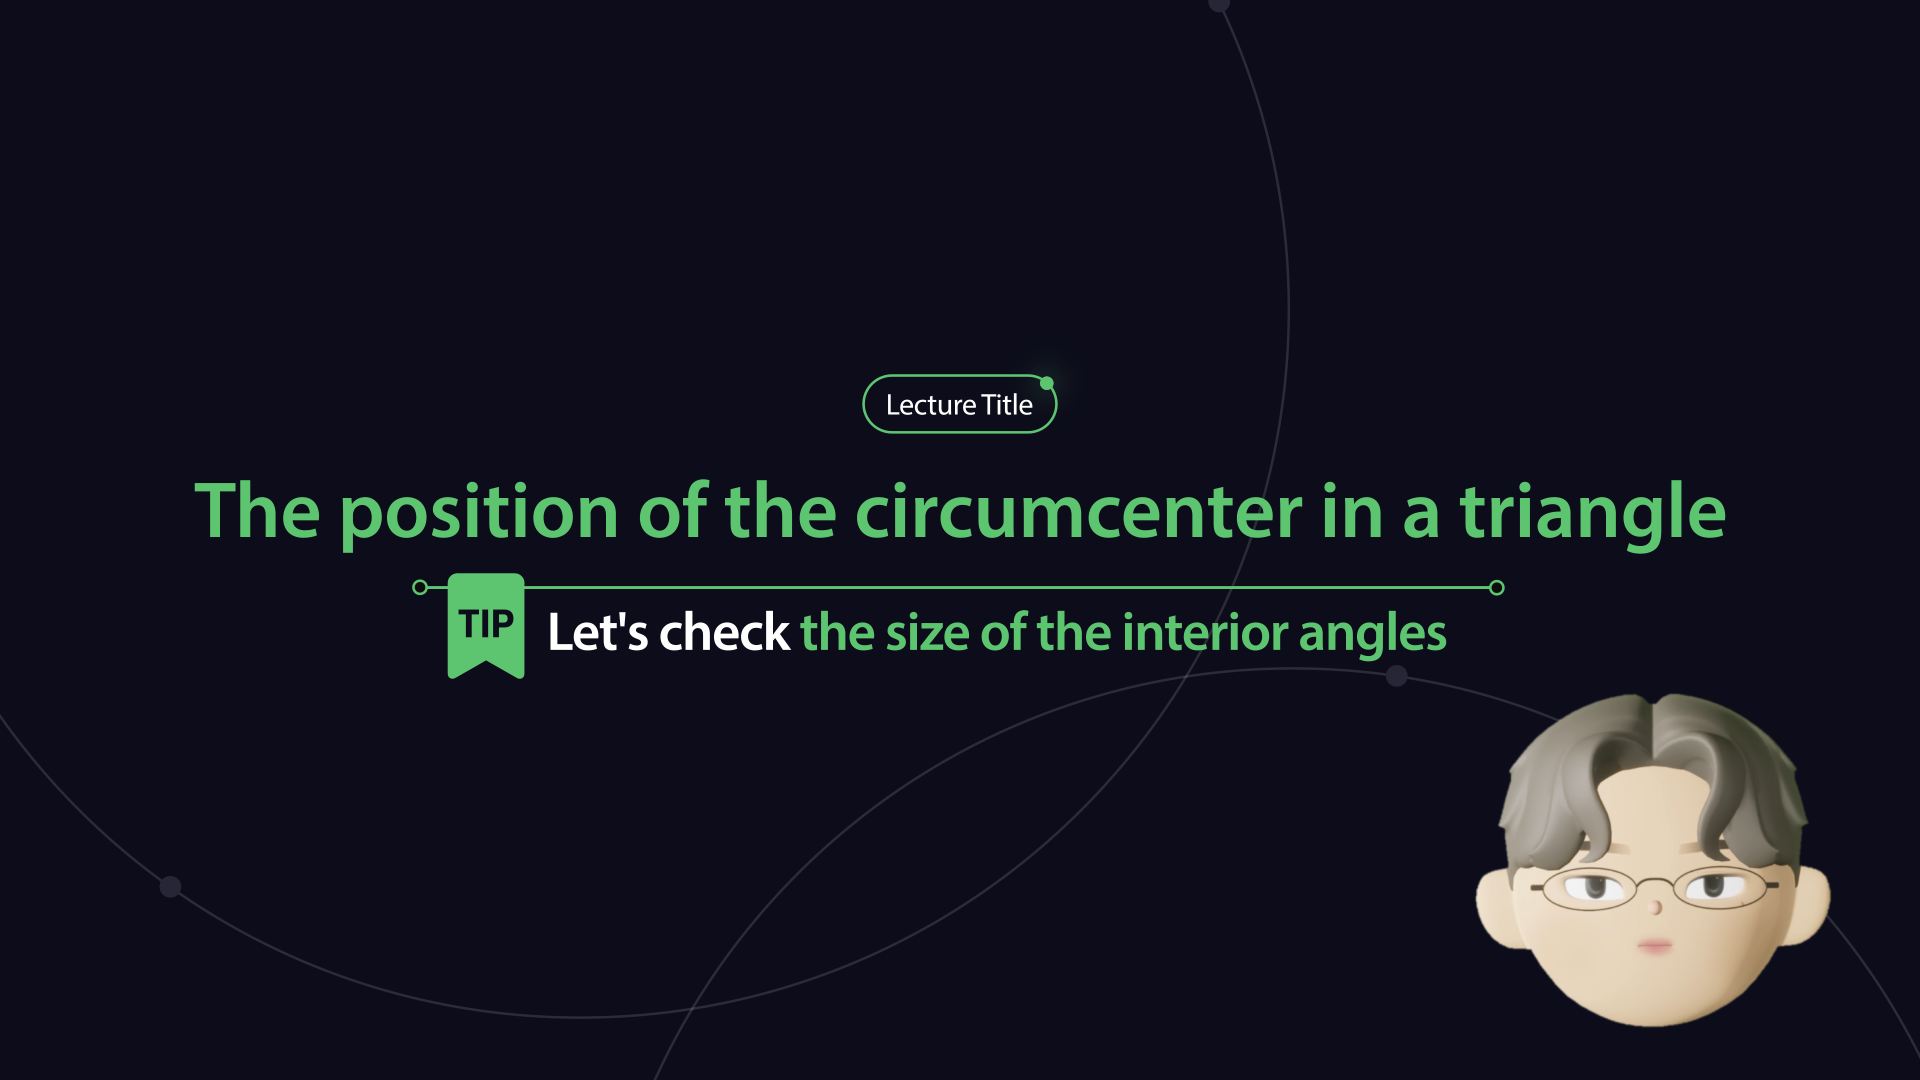 Lecture Title
The position of the circumcenter in a triangle
TIP
Let's check the size of the interior angles